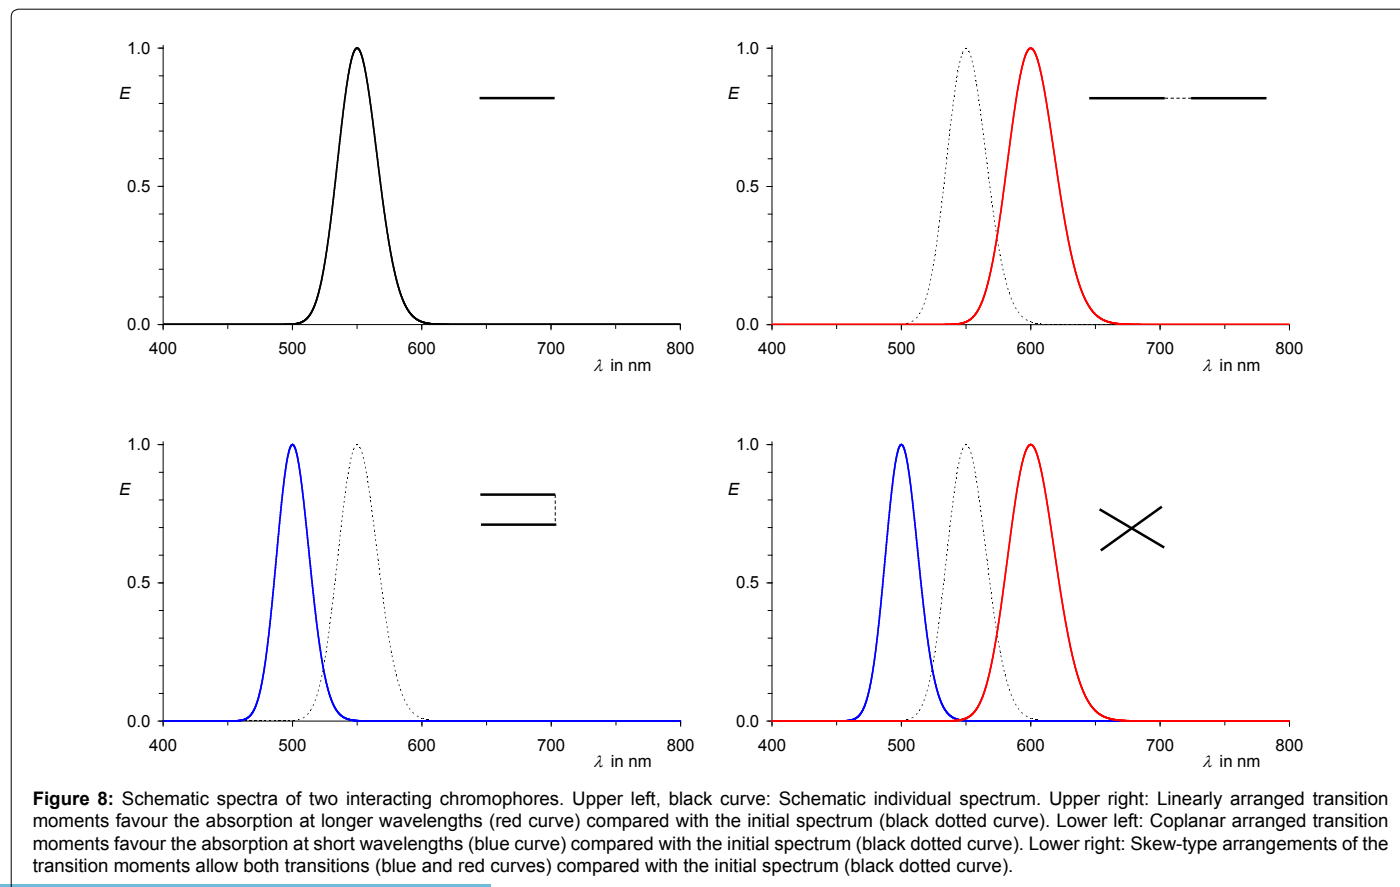 1.0
E
0.5
0.0
400 500 600 700 800
λ in nm
1.0
E
0.5
0.0
400 500 600 700 800
λ in nm
1.0
E
0.5
0.0
400 500 600 700 800
λ in nm
1.0
E
0.5
0.0
400 500 600 700 800
λ in nm
Figure 8: Schematic spectra of two interacting chromophores. Upper left, black curve: Schematic individual spectrum. Upper right: Linearly arranged transition
moments favour the absorption at longer wavelengths (red curve) compared with the initial spectrum (black dotted curve). Lower left: Coplanar arranged transition
moments favour the absorption at short wavelengths (blue curve) compared with the initial spectrum (black dotted curve). Lower right: Skew-type arrangements of the
transition moments allow both transitions (blue and red curves) compared with the initial spectrum (black dotted curve).